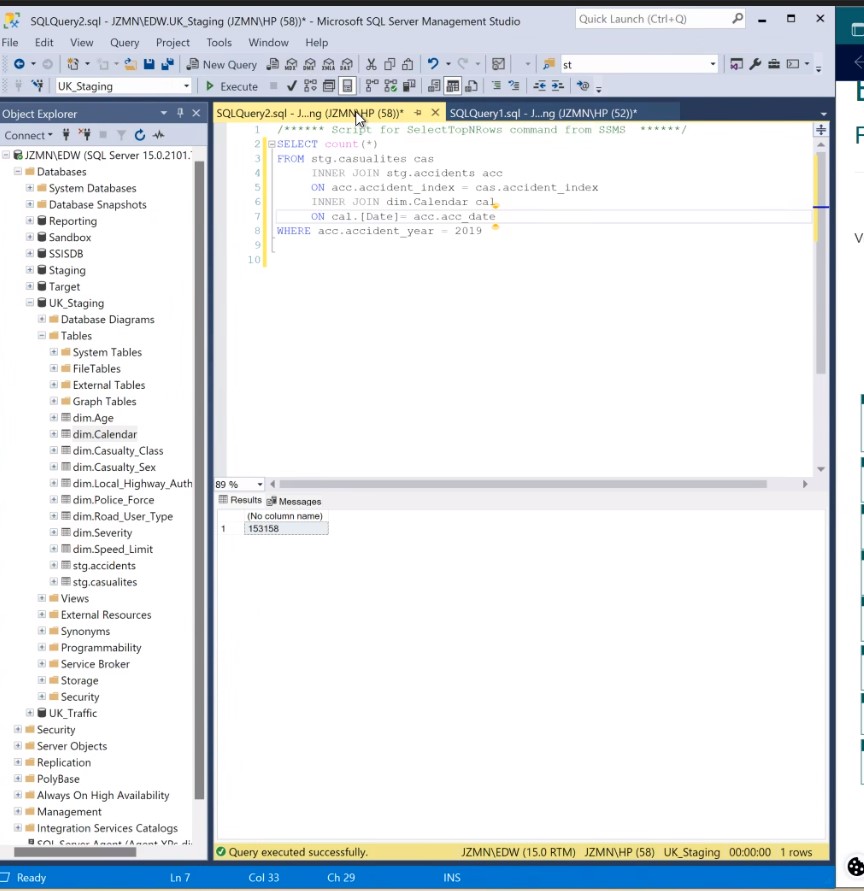 SQLQuery2.sql - JZMN\EDW.UK_Staging (JZMN\HP (58))* - Microsoft SQL Server Management Studio
Quick Launch (Ctrl+Q)
File Edit View Query Project Tools Window Help
New Query
st
UK_Staging
Execute
Object Explorer
Connect
JZMN\EDW (SQL Server 15.0.2101.
Databases
System Databases
Database Snapshots
Reporting
Sandbox
SSISDB
Staging
Target
UK_Staging
Database Diagrams
Tables
System Tables
FileTables
External Tables
Graph Tables
dim.Age
dim.Calendar
dim.Casualty_Class
dim.Casualty_Sex
dim.Local_Highway_Auth
dim.Police_Force
dim.Road_User_Type
dim.Severity
dim.Speed_Limit
stg.accidents
stg.casualites
Views
External Resources
Synonyms
Programmability
Service Broker
Storage
Security
UK_Traffic
Security
Server Objects
Replication
PolyBase
Always On High Availability
Management
Integration Services Catalogs
SQLQuery2.sql - J...ng (JZMN\HP (58))*
SQLQuery1.sql - J...ng (JZMN\HP (52))*
1 /****** Script for SelectTopNRows command from SSMS ******/
2 SELECT count(*)
3 FROM stg.casualites cas
4 INNER JOIN stg.accidents acc
5 ON acc.accident_index = cas.accident_index
6 INNER JOIN dim.Calendar cal
7 ON cal.[Date]= acc.acc_date
8 WHERE acc.accident_year = 2019
9
10
89 %
Results Messages
(No column name)
1 153158
Query executed successfully.
JZMN\EDW (15.0 RTM) JZMN\HP (58) UK_Staging 00:00:00 1 rows
Ready Ln 7 Col 33 Ch 29 INS